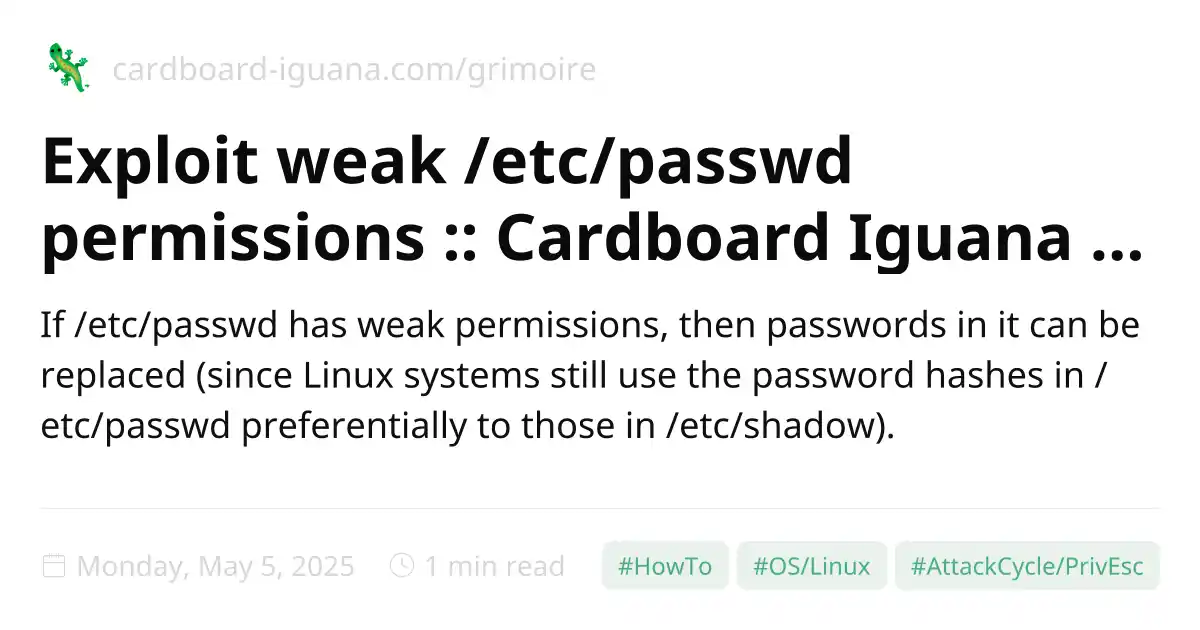 cardboard-iguana.com/grimoire
Exploit weak /etc/passwd
permissions :: Cardboard Iguana ...
If /etc/passwd has weak permissions, then passwords in it can be
replaced (since Linux systems still use the password hashes in /
etc/passwd preferentially to those in /etc/shadow).
Monday, May 5, 2025 1 min read #HowTo #OS/Linux #AttackCycle/PrivEsc